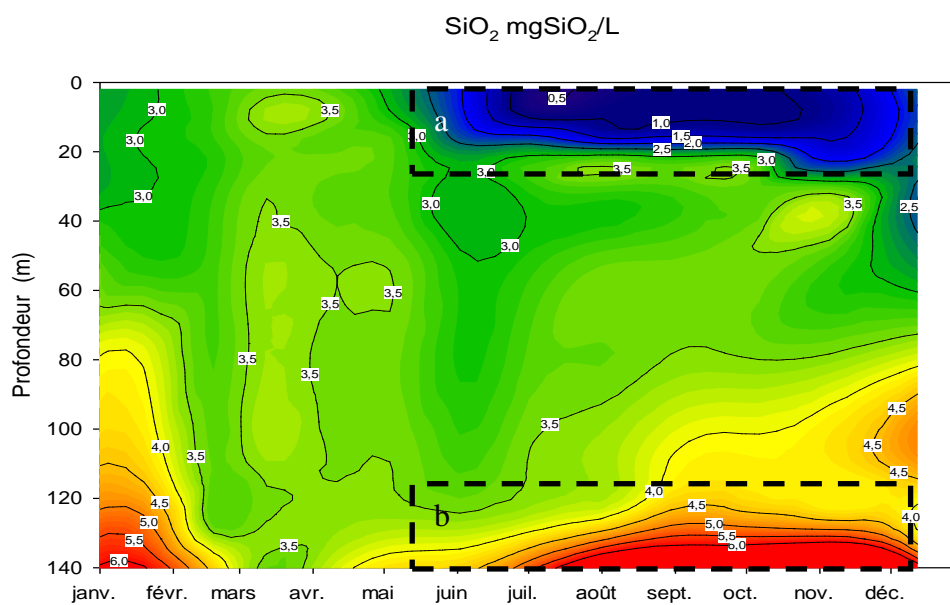 SiO2 mgSiO2/L
Profondeur (m)
0
20
40
60
80
100
120
140
janv. févr. mars avr. mai juin juil. août sept. oct. nov. déc.
a
b
3,0 3,5 0,5
3,0 3,0 1,0
1,5 2,0
2,5 3,0
3,0 3,5 3,5
3,0 3,0 3,5 2,5
3,5 3,0
3,5 3,5
3,5
3,5
4,5
3,5
4,0 3,5 4,5
4,0
4,5 4,5
5,0 5,0 4,0
5,5 5,5
3,5 6,0
6,0